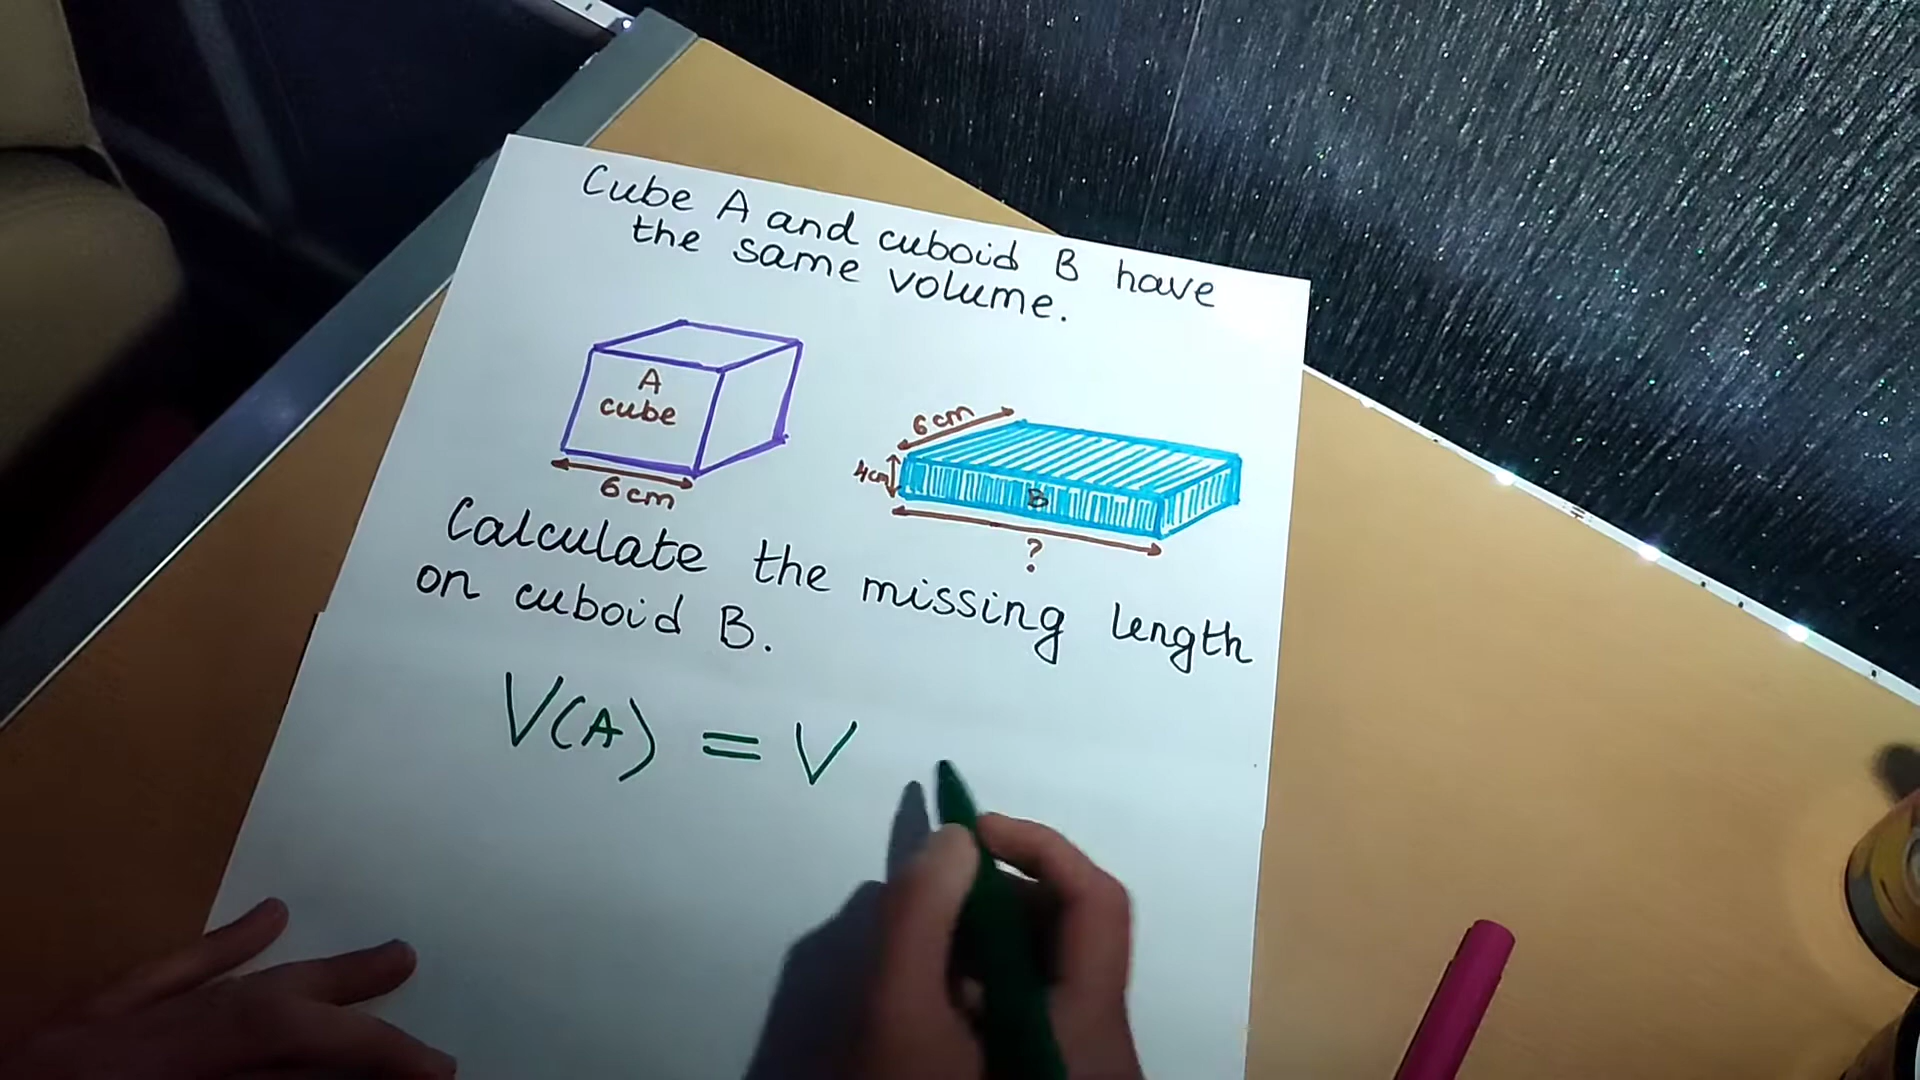 Cube A and cuboid B have
the same volume.
A
cube
6 cm
6 cm
4cm
B
?
Calculate the missing length
on cuboid B.
V(A) = V